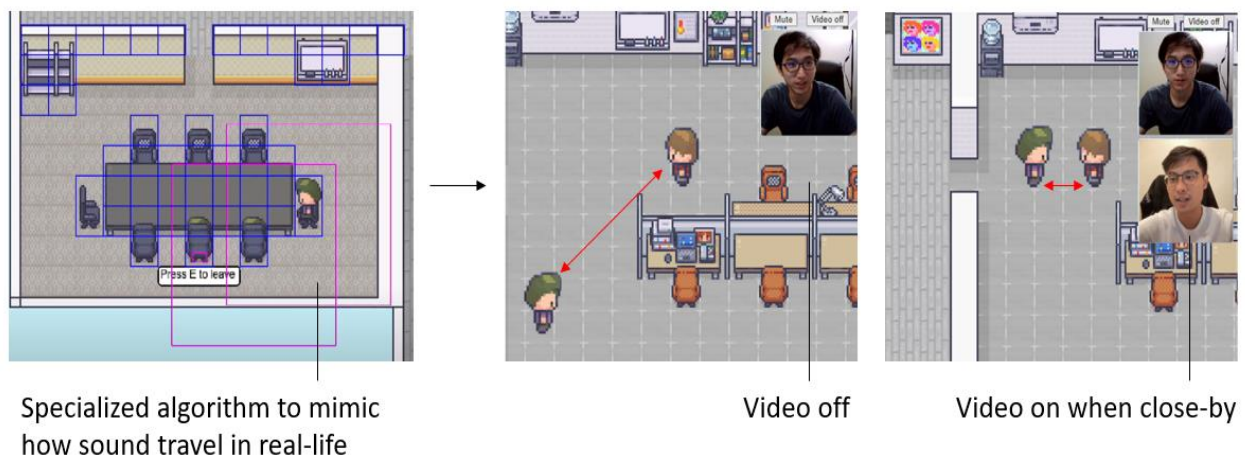 Mute Video off
Mute Video off
Press E to leave
Specialized algorithm to mimic
how sound travel in real-life
Video off
Video on when close-by